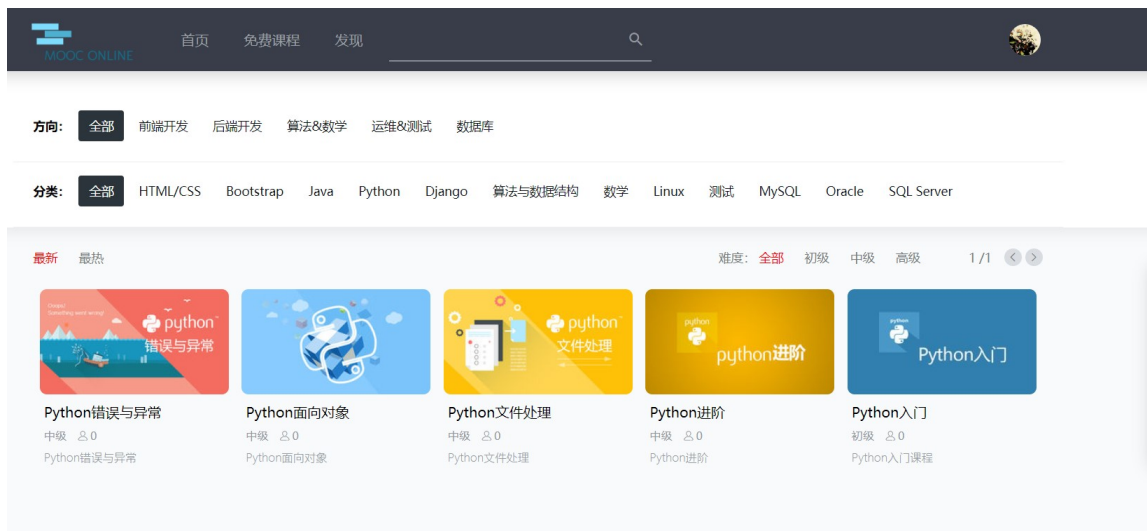 MOOC ONLINE
首页 免费课程 发现
方向: 全部 前端开发 后端开发 算法&数学 运维&测试 数据库
分类: 全部 HTML/CSS Bootstrap Java Python Django 算法与数据结构 数学 Linux 测试 MySQL Oracle SQL Server
最新 最热 难度: 全部 初级 中级 高级 1 /1
python
错误与异常
python
文件处理
python
python进阶
python
Python入门
Python错误与异常 Python面向对象 Python文件处理 Python进阶 Python入门
中级 0 中级 0 中级 0 中级 0 初级 0
Python错误与异常 Python面向对象 Python文件处理 Python进阶 Python入门课程